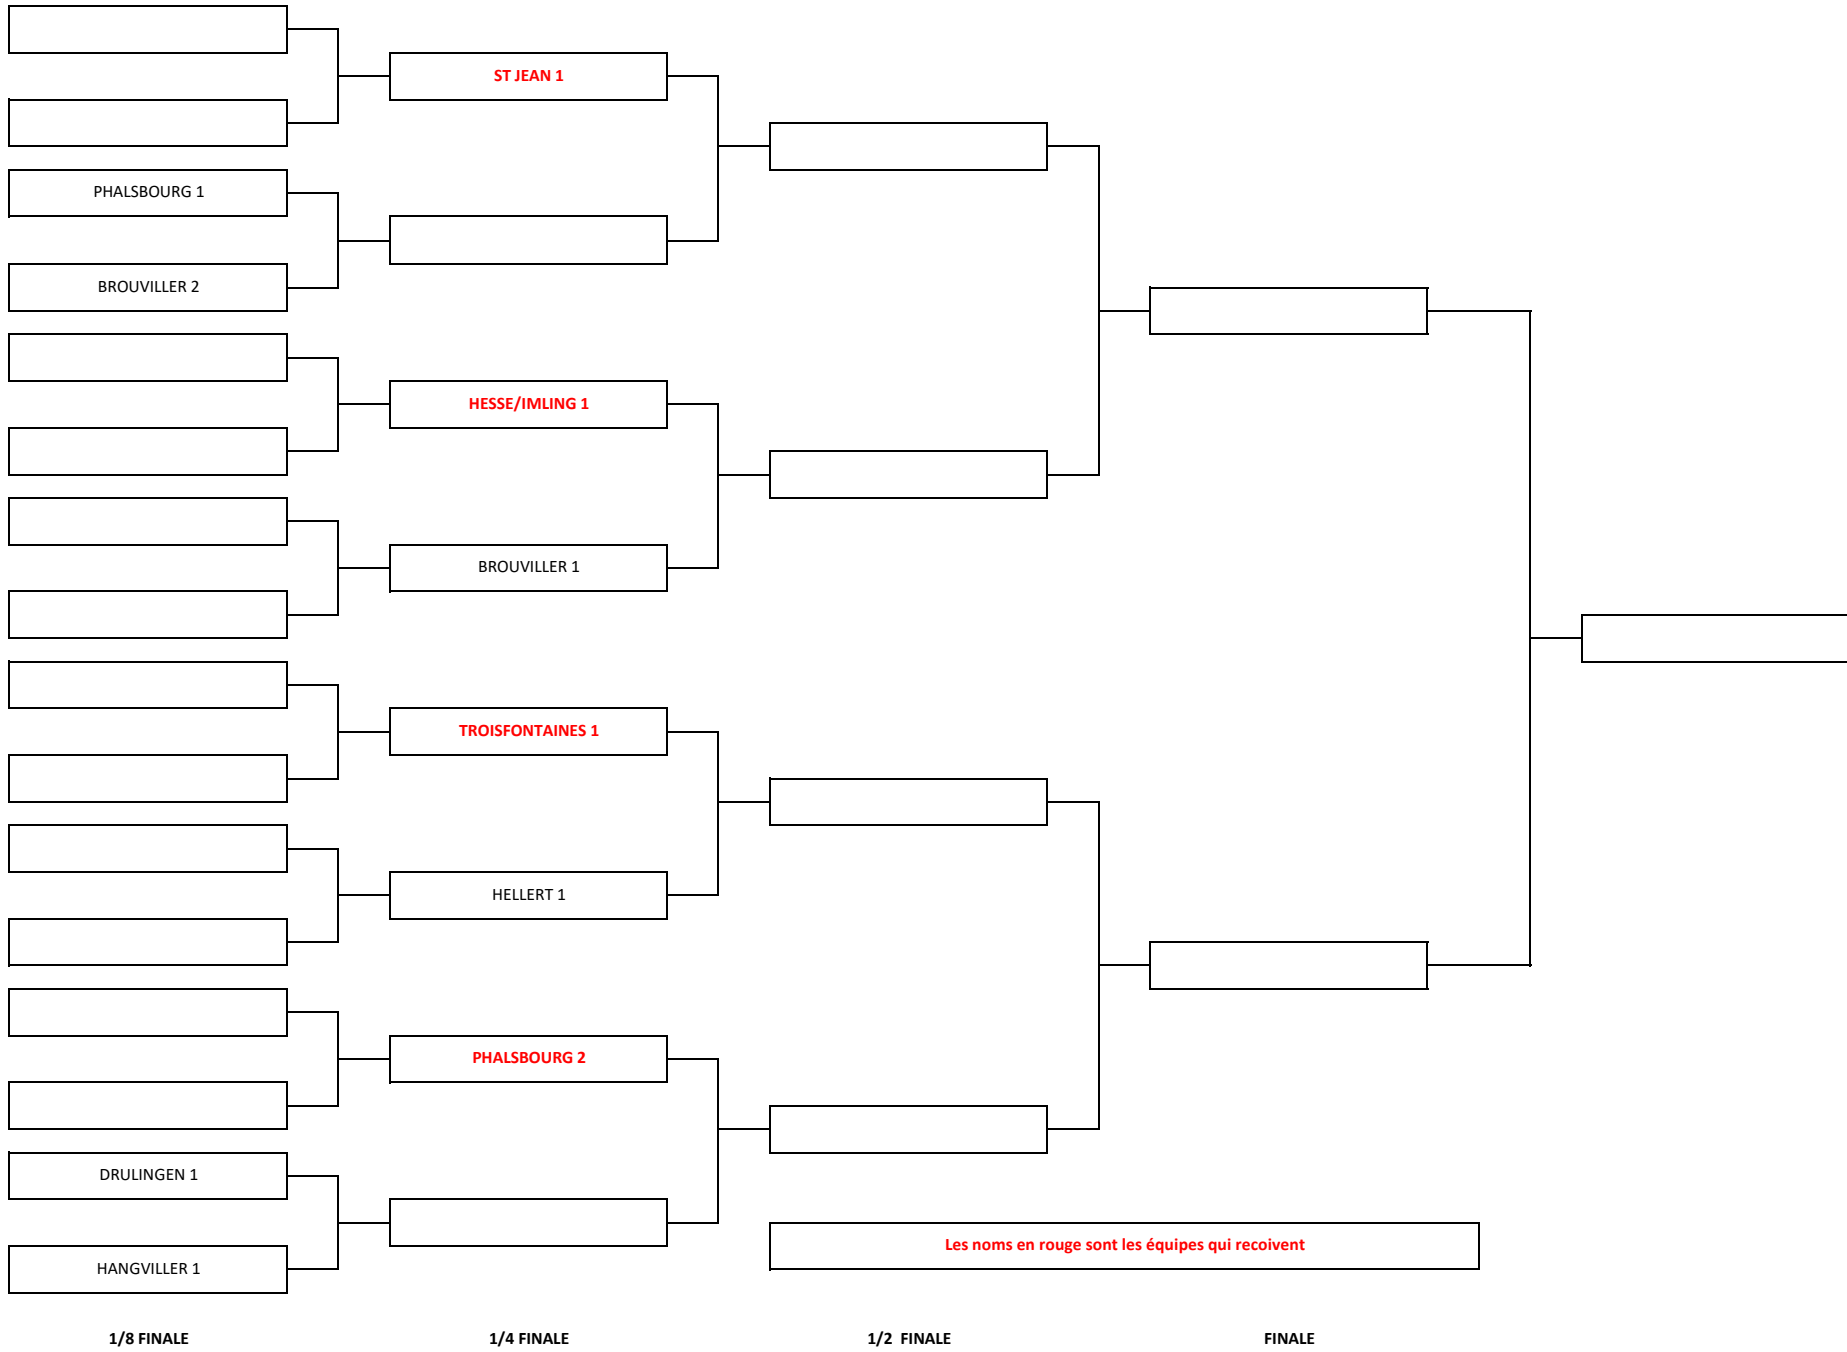 ST JEAN 1
PHALSBOURG 1
BROUVILLER 2
HESSE/IMLING 1
BROUVILLER 1
TROISFONTAINES 1
HELLERT 1
PHALSBOURG 2
DRULINGEN 1
HANGVILLER 1
Les noms en rouge sont les équipes qui recoivent
1/8 FINALE
1/4 FINALE
1/2 FINALE
FINALE